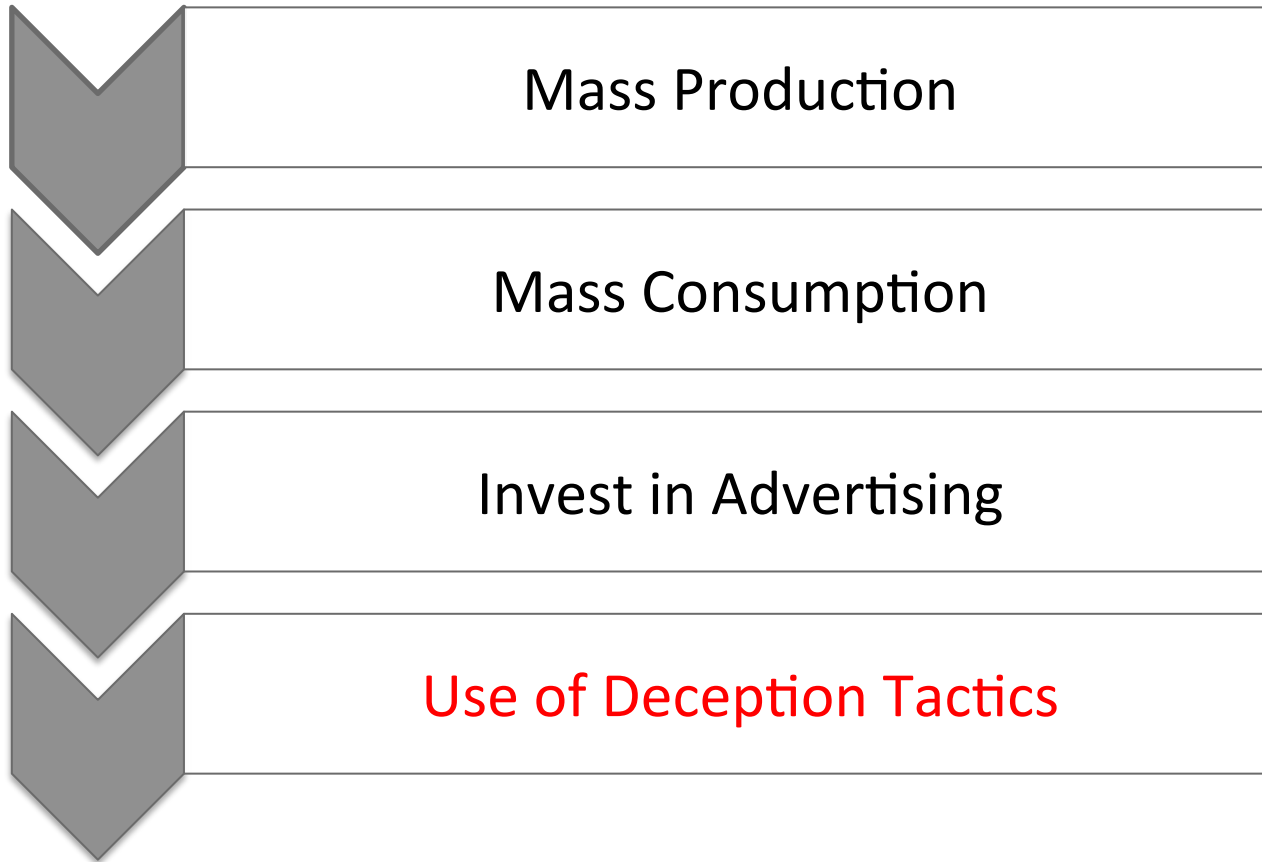 Mass Production
Mass Consumption
Invest in Advertising
Use of Deception Tactics